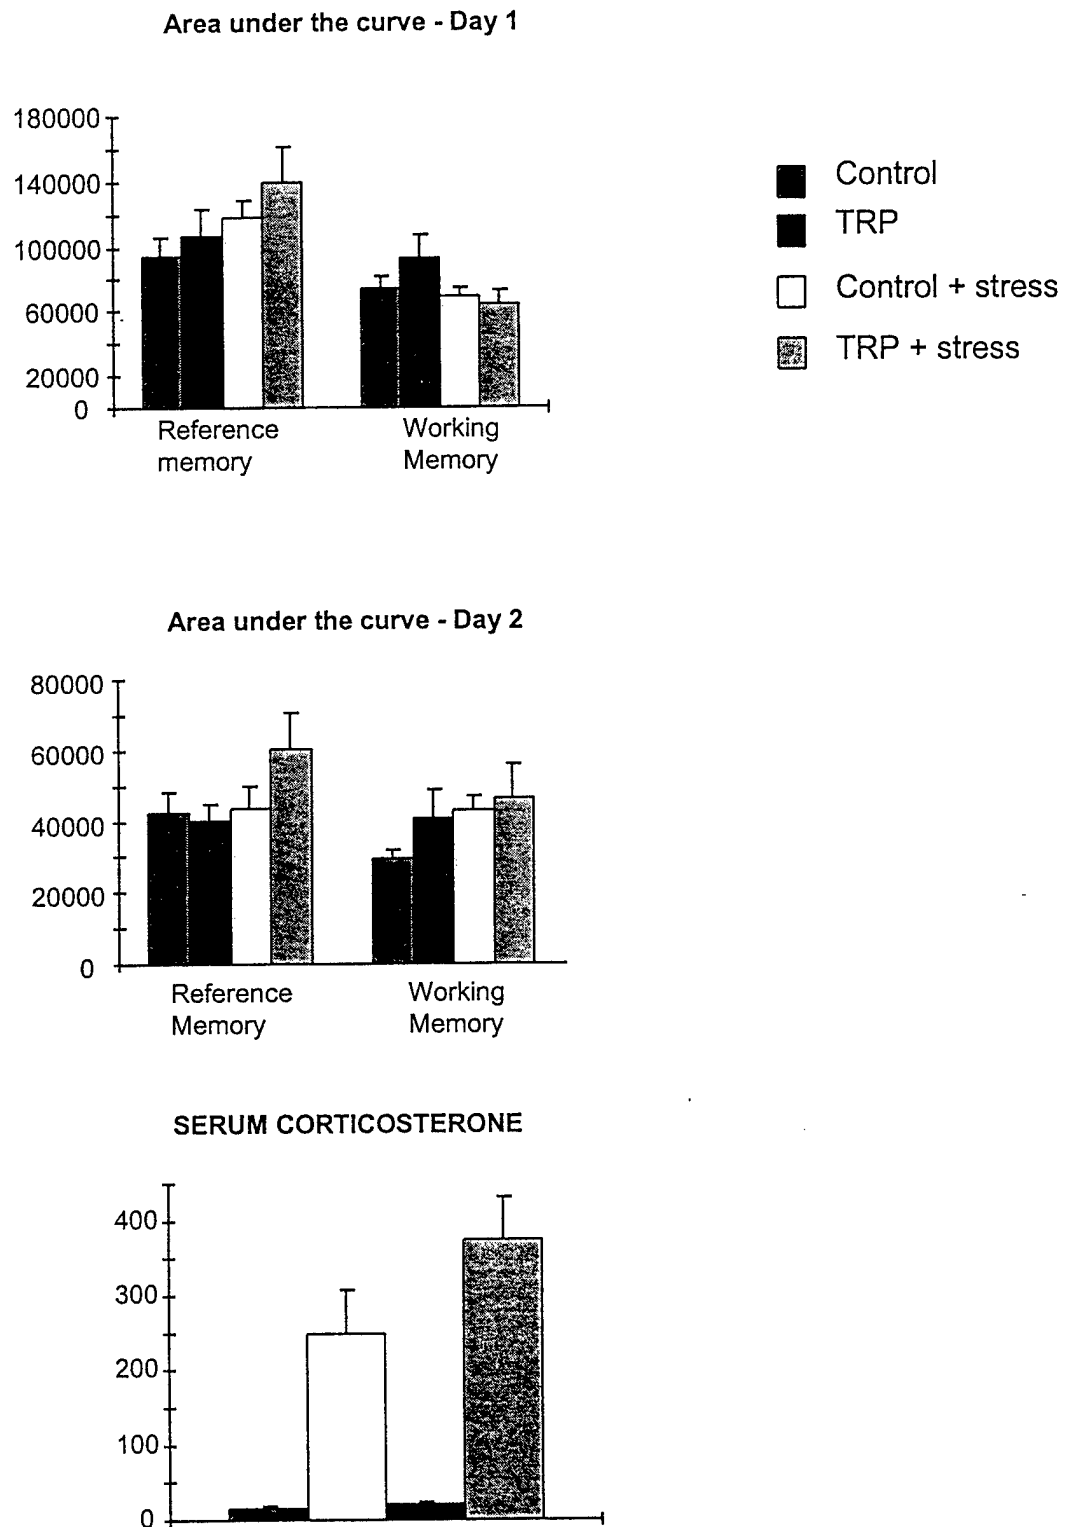 Area under the curve - Day 1
180000
140000
100000
60000
20000
0
Reference
memory
Working
Memory
Control
TRP
Control + stress
TRP + stress
Area under the curve - Day 2
80000
60000
40000
20000
0
Reference
Memory
Working
Memory
SERUM CORTICOSTERONE
400
300
200
100
0